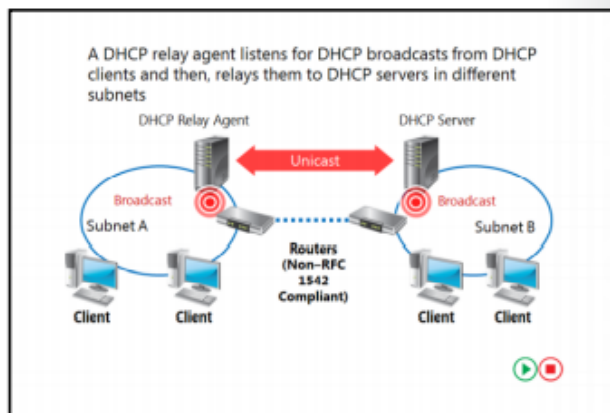 A DHCP relay agent listens for DHCP broadcasts from DHCP
clients and then, relays them to DHCP servers in different
subnets
DHCP Relay Agent
DHCP Server
Unicast
Broadcast
Broadcast
Subnet A
Subnet B
Routers
(Non–RFC
1542
Compliant)
Client
Client
Client
Client